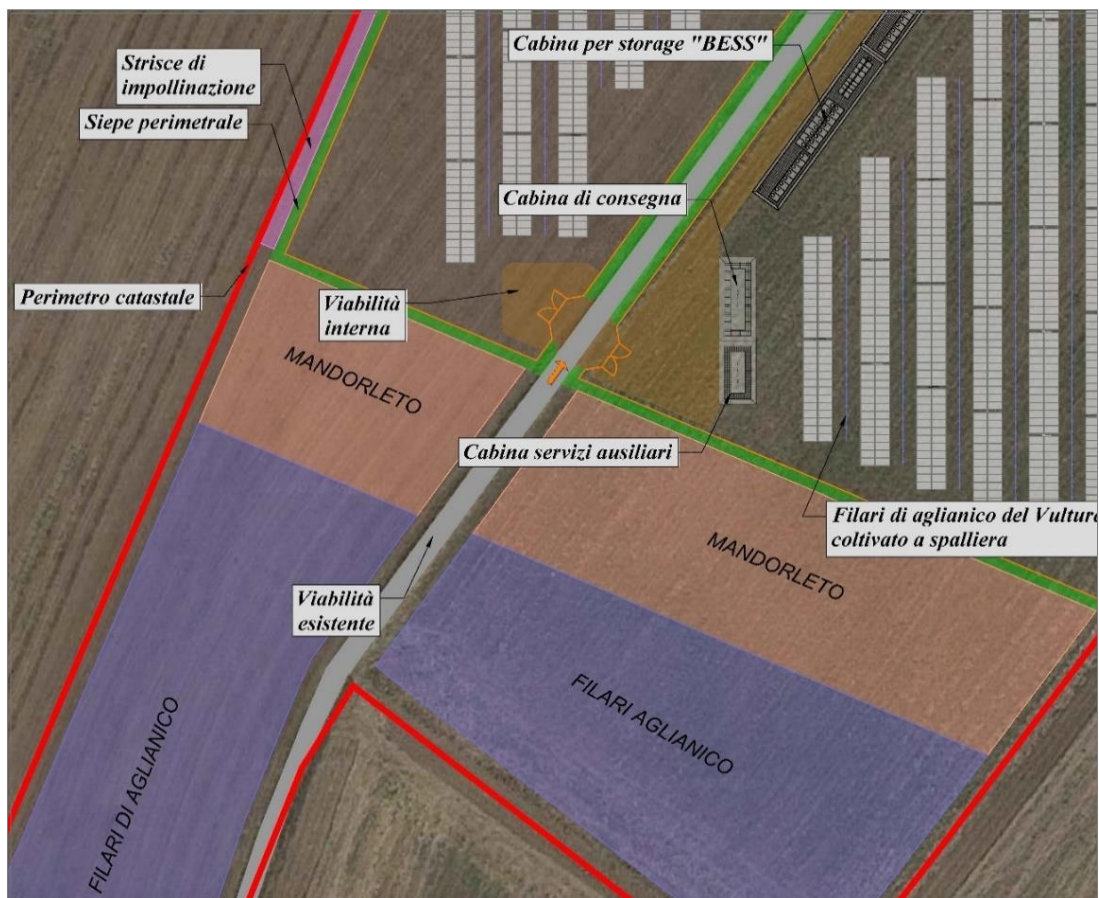 Cabina per storage "BESS"
Strisce di
impollinazione
Siepe perimetrale
Cabina di consegna
Perimetro catastale
Viabilità
interna
MANDORLETO
Cabina servizi ausiliari
Filari di aglianico del Vulture
coltivato a spalliera
MANDORLETO
Viabilità
esistente
FILARI AGLIANICO
FILARI DI AGLIANICO